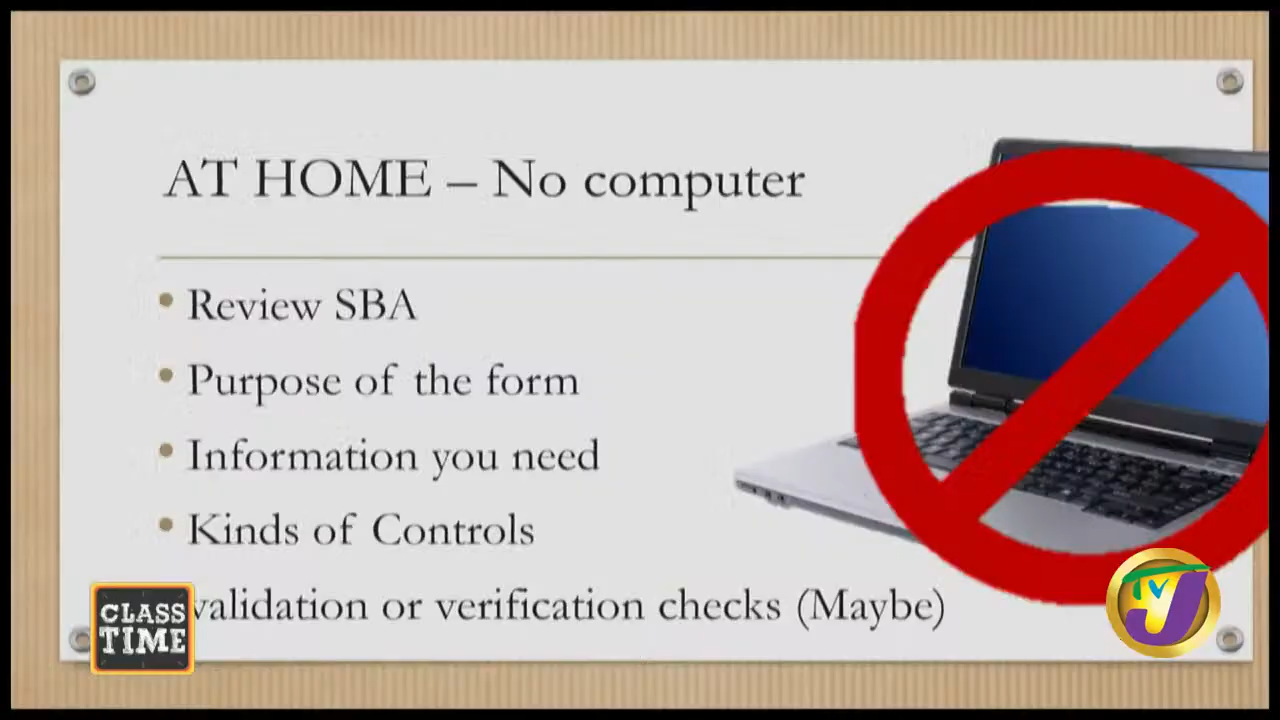 AT HOME – No computer
• Review SBA
• Purpose of the form
• Information you need
• Kinds of Controls
validation or verification checks (Maybe)
CLASS
TIME
TVJ